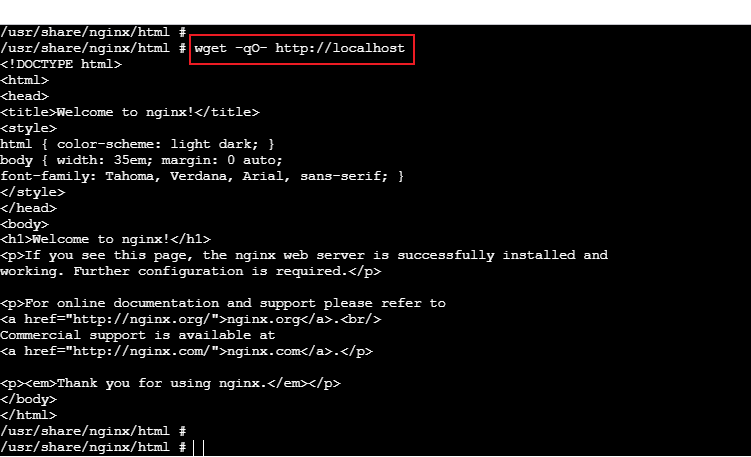 /usr/share/nginx/html #
/usr/share/nginx/html # wget -qO- http://localhost
<!DOCTYPE html>
<html>
<head>
<title>Welcome to nginx!</title>
<style>
html { color-scheme: light dark; }
body { width: 35em; margin: 0 auto;
font-family: Tahoma, Verdana, Arial, sans-serif; }
</style>
</head>
<body>
<h1>Welcome to nginx!</h1>
<p>If you see this page, the nginx web server is successfully installed and
working. Further configuration is required.</p>

<p>For online documentation and support please refer to
<a href="http://nginx.org/">nginx.org</a>.<br/>
Commercial support is available at
<a href="http://nginx.com/">nginx.com</a>.</p>

<p><em>Thank you for using nginx.</em></p>
</body>
</html>
/usr/share/nginx/html #
/usr/share/nginx/html #